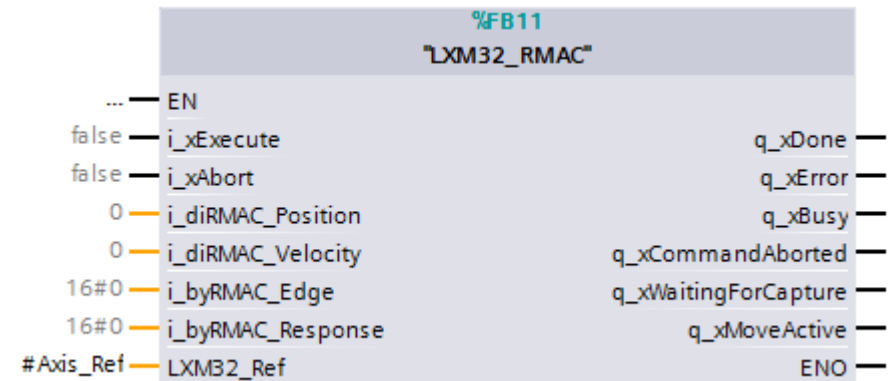 %FB11
"LXM32_RMAC"
... EN
false i_xExecute q_xDone
false i_xAbort q_xError
0 i_diRMAC_Position q_xBusy
0 i_diRMAC_Velocity q_xCommandAborted
16#0 i_byRMAC_Edge q_xWaitingForCapture
16#0 i_byRMAC_Response q_xMoveActive
#Axis_Ref LXM32_Ref ENO